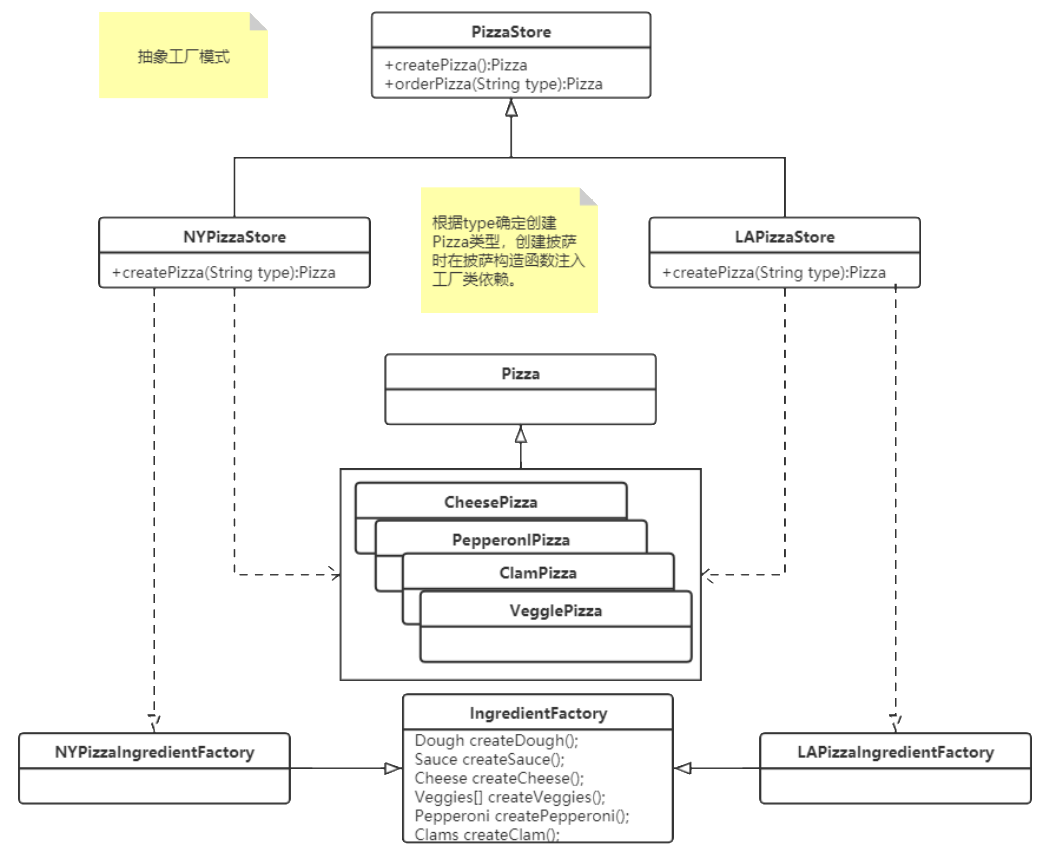 抽象工厂模式
PizzaStore
+createPizza():Pizza
+orderPizza(String type):Pizza
NYPizzaStore
+createPizza(String type):Pizza
根据type确定创建
Pizza类型，创建披萨
时在披萨构造函数注入
工厂类依赖。
LAPizzaStore
+createPizza(String type):Pizza
Pizza
CheesePizza
PepperonIPizza
ClamPizza
VegglePizza
NYPizzaIngredientFactory
IngredientFactory
Dough createDough();
Sauce createSauce();
Cheese createCheese();
Veggies[] createVeggies();
Pepperoni createPepperoni();
Clams createClam();
LAPizzaIngredientFactory